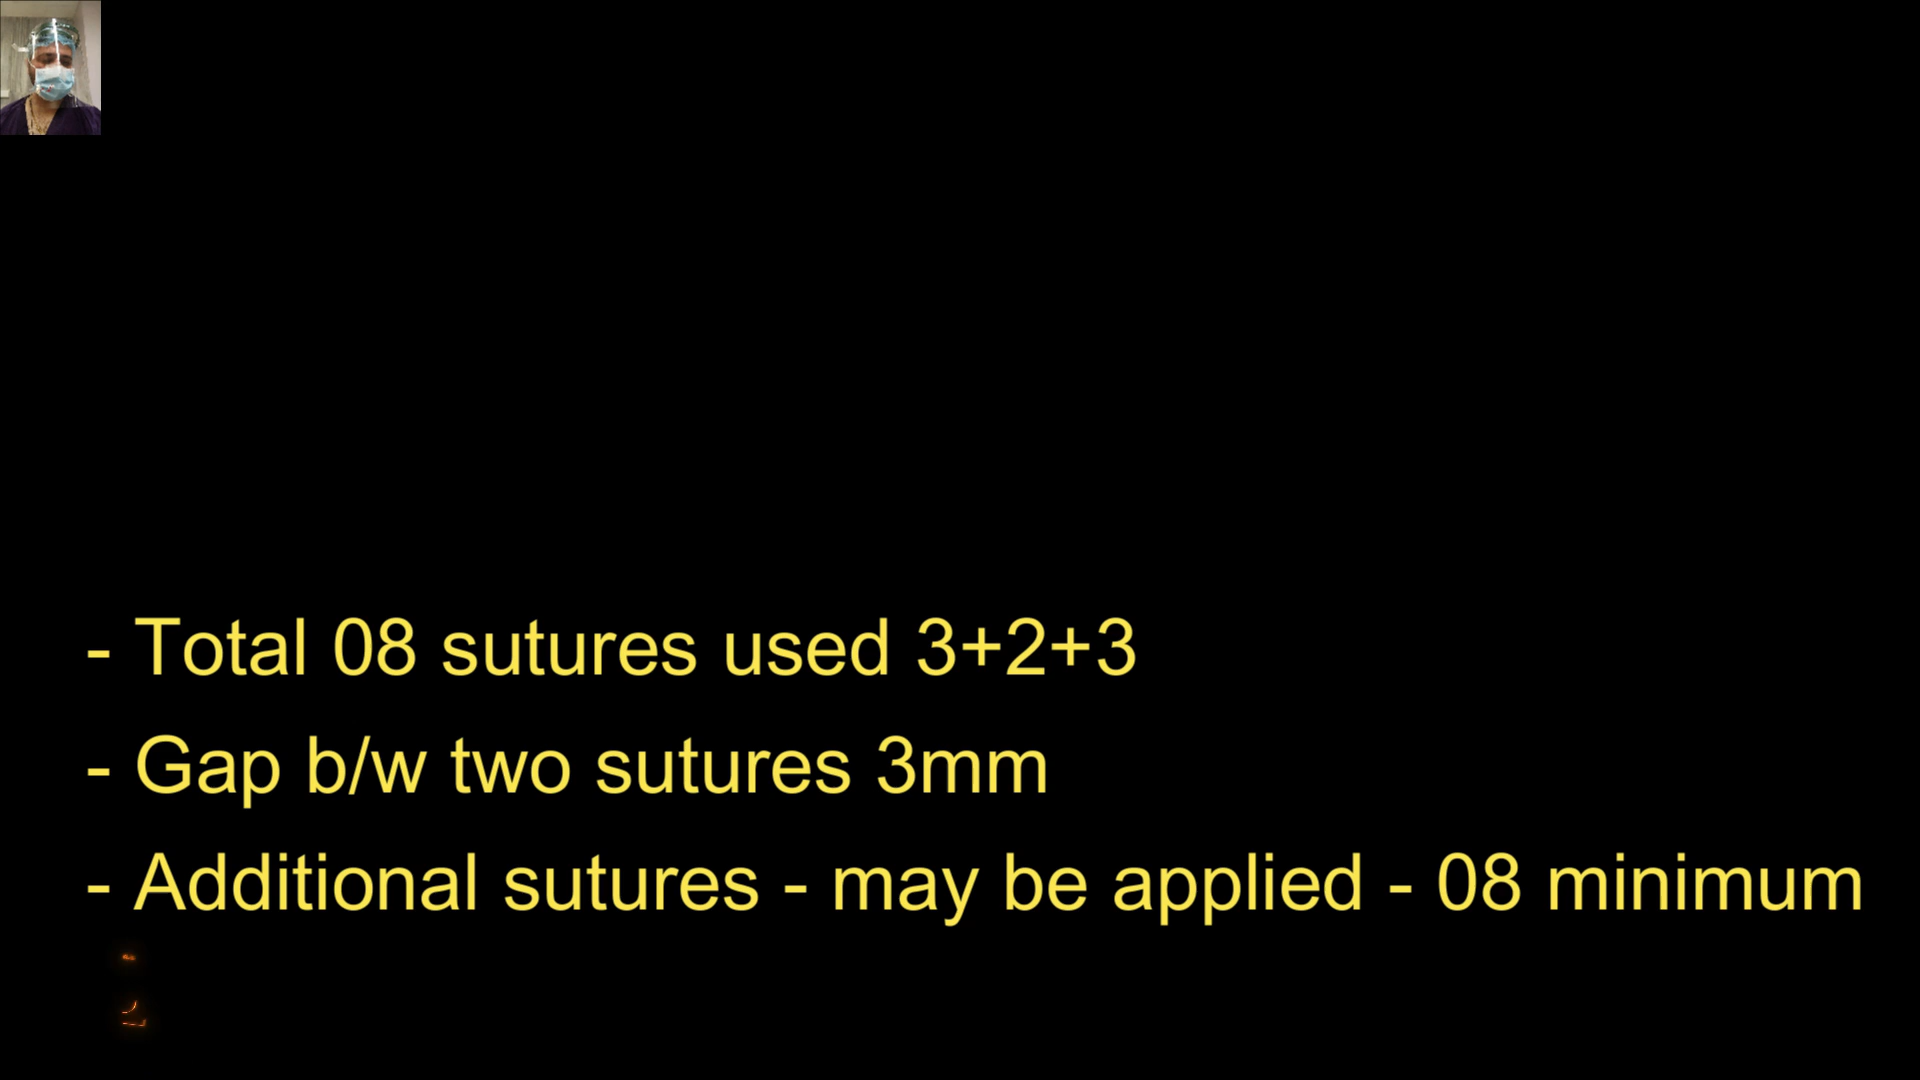 - Total 08 sutures used 3+2+3
- Gap b/w two sutures 3mm
- Additional sutures - may be applied - 08 minimum